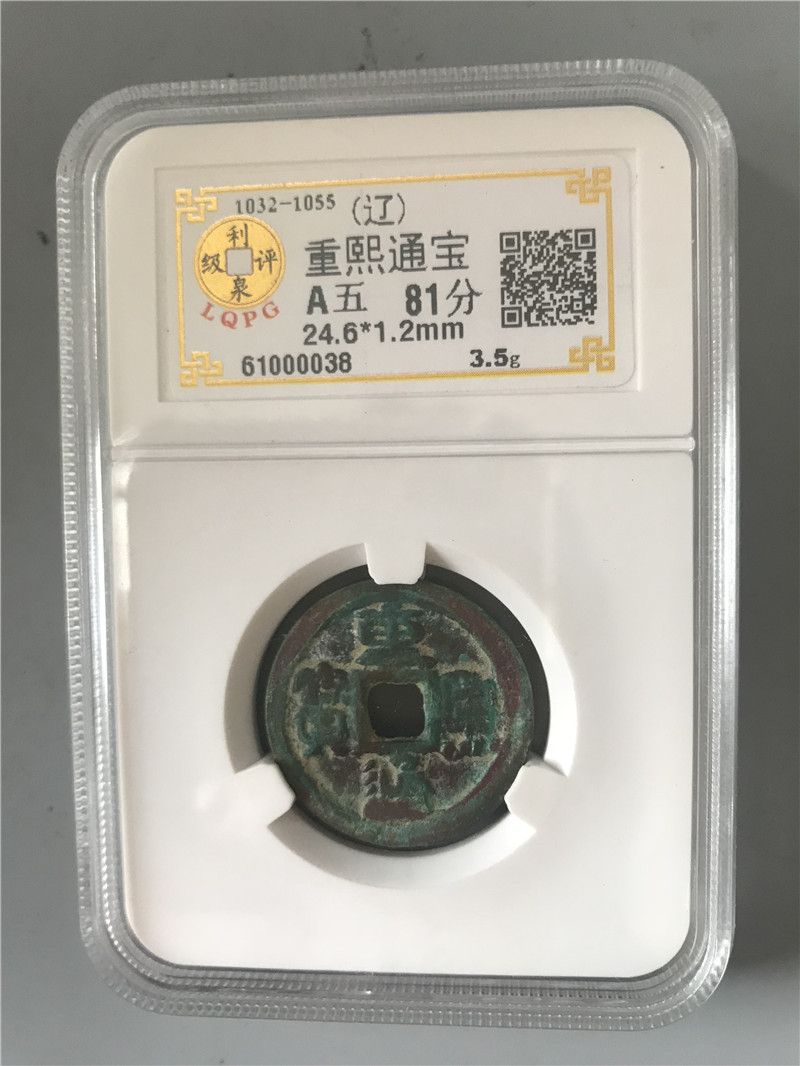 1032-1055 (辽)
利泉评级
LQPG
重熙通宝
A五 81分
24.6*1.2mm
61000038 3.5g
重熙通寳